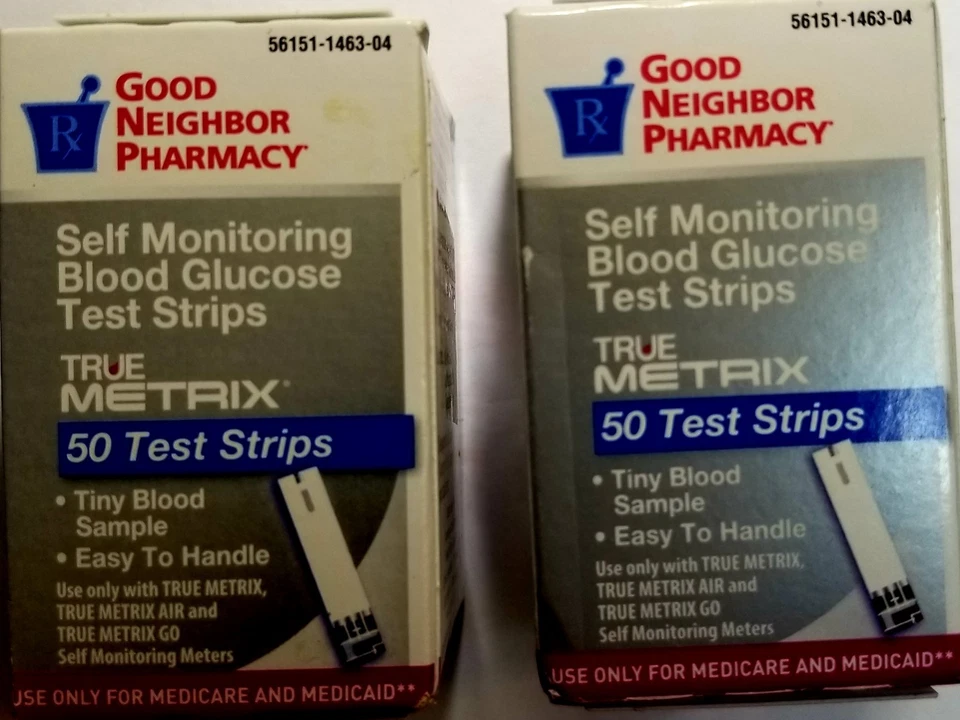 56151-1463-04
Rx
GOOD
NEIGHBOR
PHARMACY
Self Monitoring
Blood Glucose
Test Strips
TRUE
METRIX®
50 Test Strips
• Tiny Blood
Sample
• Easy To Handle
Use only with TRUE METRIX,
TRUE METRIX AIR and
TRUE METRIX GO
Self Monitoring Meters
USE ONLY FOR MEDICARE AND MEDICAID**
56151-1463-04
Rx
GOOD
NEIGHBOR
PHARMACY
Self Monitoring
Blood Glucose
Test Strips
TRUE
METRIX
50 Test Strips
• Tiny Blood
Sample
• Easy To Handle
Use only with TRUE METRIX,
TRUE METRIX AIR and
TRUE METRIX GO
Self Monitoring Meters
USE ONLY FOR MEDICARE AND MEDICAID**